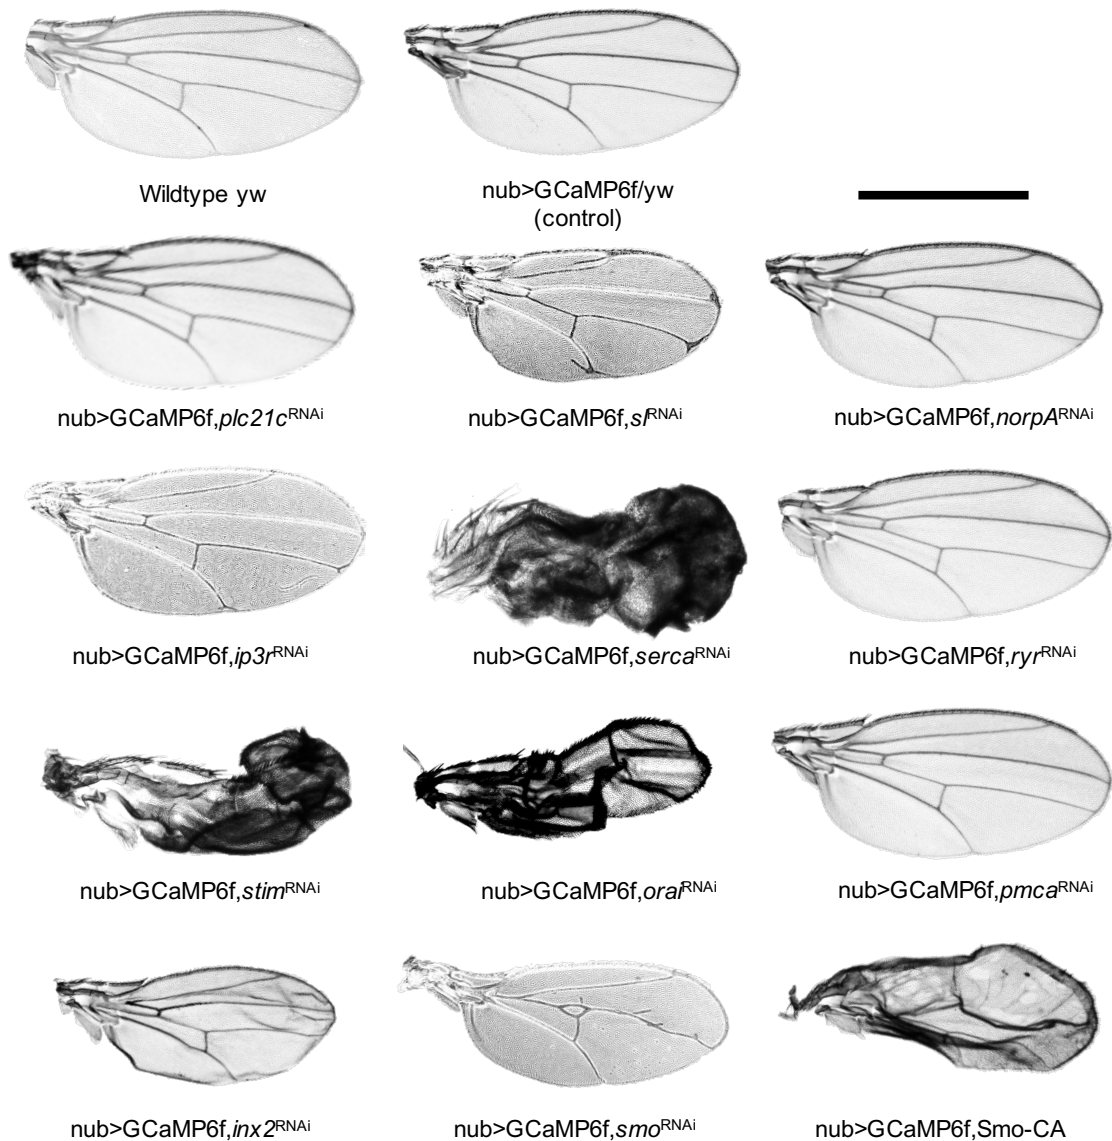 Wildtype yw
nub>GCaMP6f/yw
(control)
nub>GCaMP6f,plc21cRNAi
nub>GCaMP6f,slRNAi
nub>GCaMP6f,norpARNAi
nub>GCaMP6f,ip3rRNAi
nub>GCaMP6f,sercaRNAi
nub>GCaMP6f,ryrRNAi
nub>GCaMP6f,stimRNAi
nub>GCaMP6f,oraiRNAi
nub>GCaMP6f,pmcaRNAi
nub>GCaMP6f,inx2RNAi
nub>GCaMP6f,smoRNAi
nub>GCaMP6f,Smo-CA